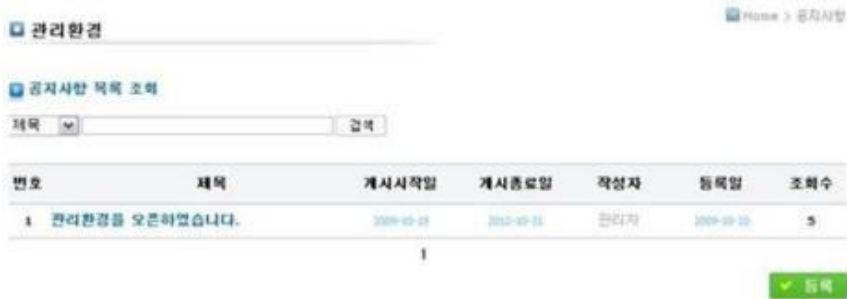 Home > 공지사항
관리환경
공지사항 목록 조회
제목 검색
번호 제목 게시시작일 게시종료일 작성자 등록일 조회수
1 관리환경을 오픈하였습니다. 관리자 5
1
등록